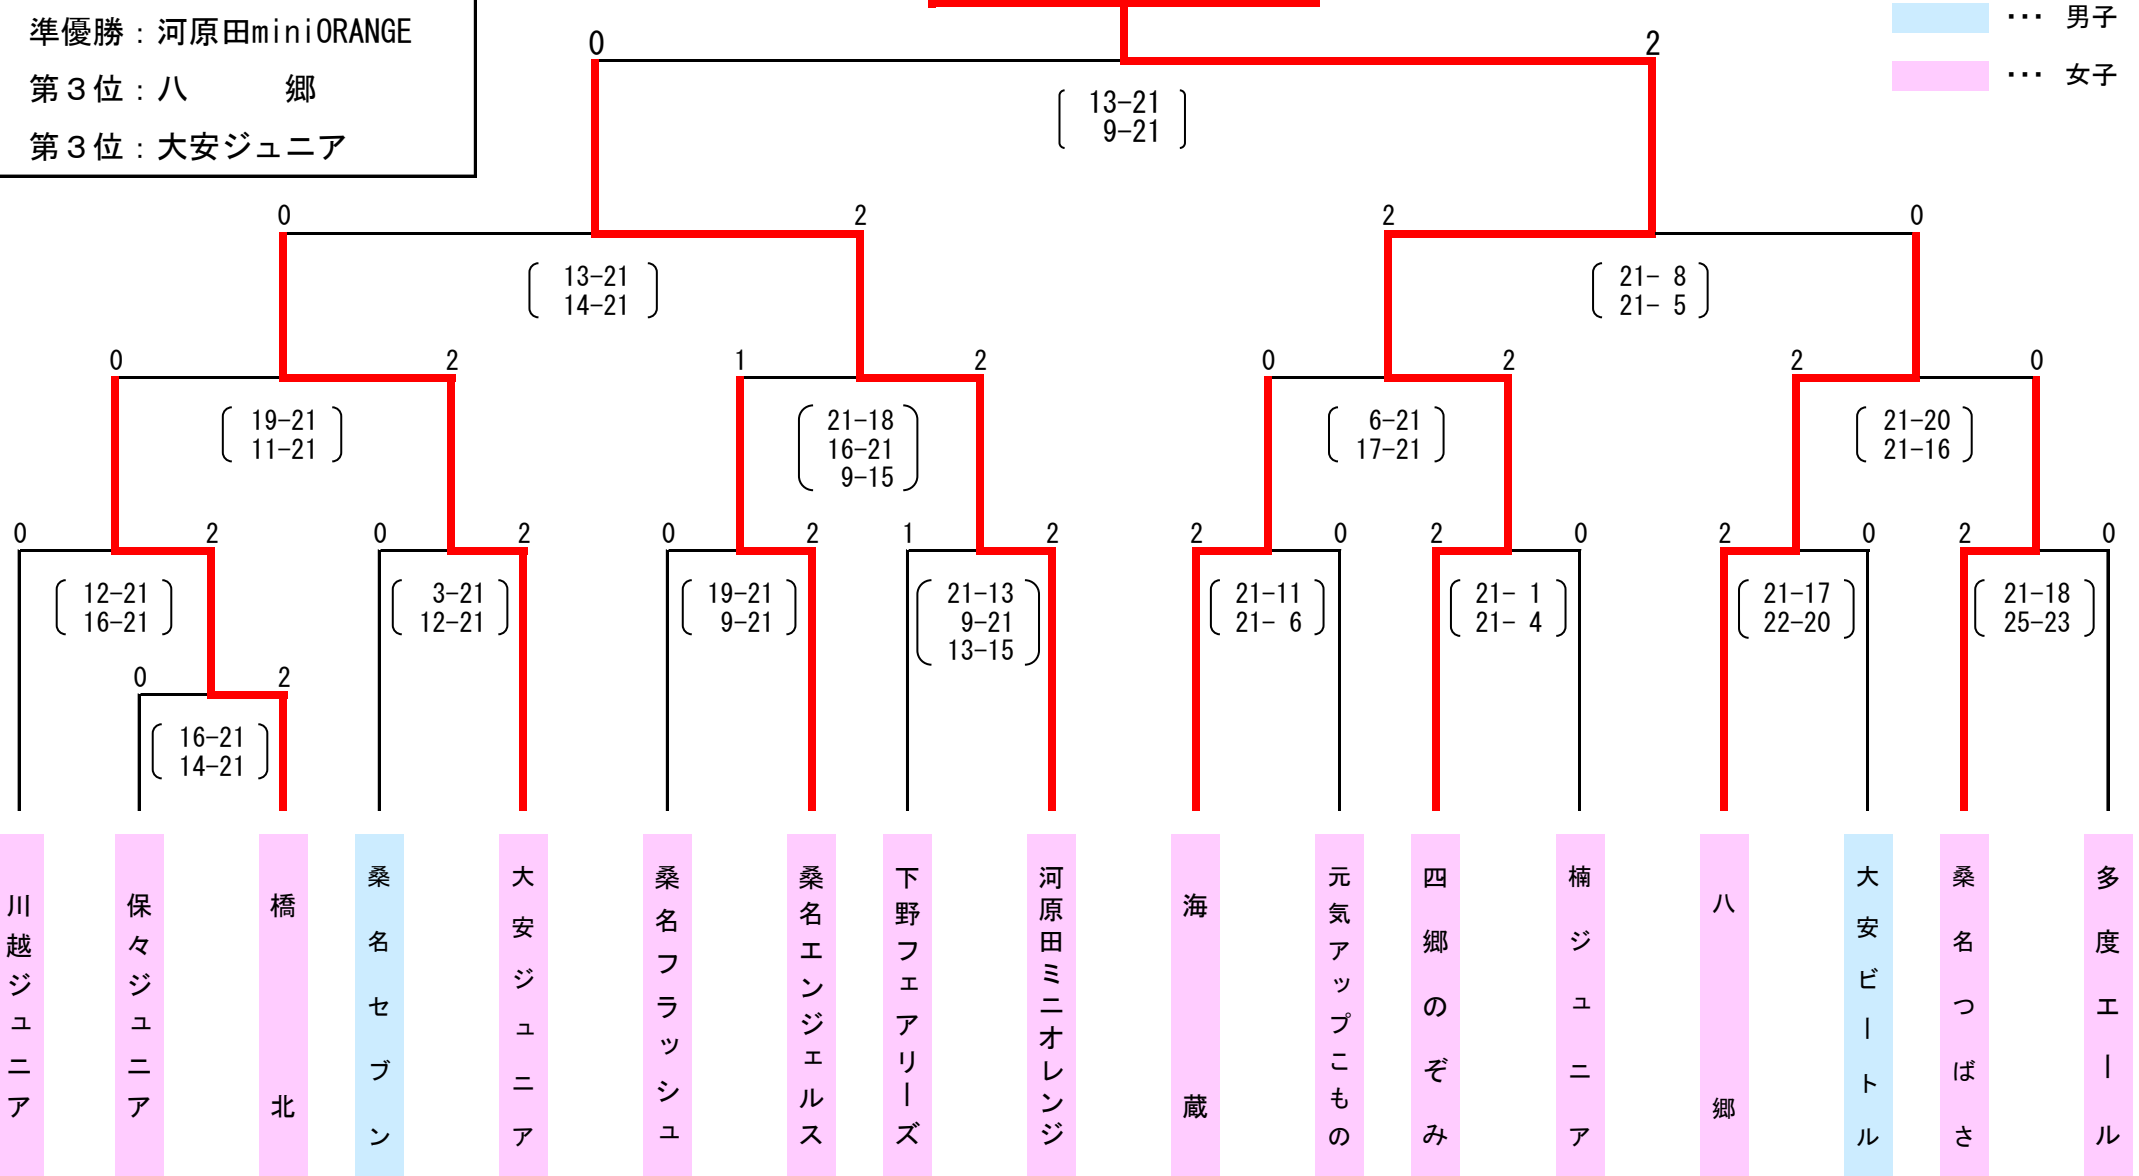 準優勝：河原田miniORANGE
第３位：八　　　郷
第３位：大安ジュニア
･･･ 男子
･･･ 女子
0 2
13-21
9-21
0 2 2 0
13-21
14-21
21- 8
21- 5
0 2 1 2 0 2 2 0
19-21
11-21
21-18
16-21
9-15
6-21
17-21
21-20
21-16
0 2 0 2 0 2 1 2 2 0 2 0 2 0 2 0
12-21
16-21
3-21
12-21
19-21
9-21
21-13
9-21
13-15
21-11
21- 6
21- 1
21- 4
21-17
22-20
21-18
25-23
0 2
16-21
14-21
川越ジュニア
保々ジュニア
橋北
桑名セブン
大安ジュニア
桑名フラッシュ
桑名エンジェルス
下野フェアリーズ
河原田ミニオレンジ
海蔵
元気アップこもの
四郷のぞみ
楠ジュニア
八郷
大安ビートル
桑名つばさ
多度エール